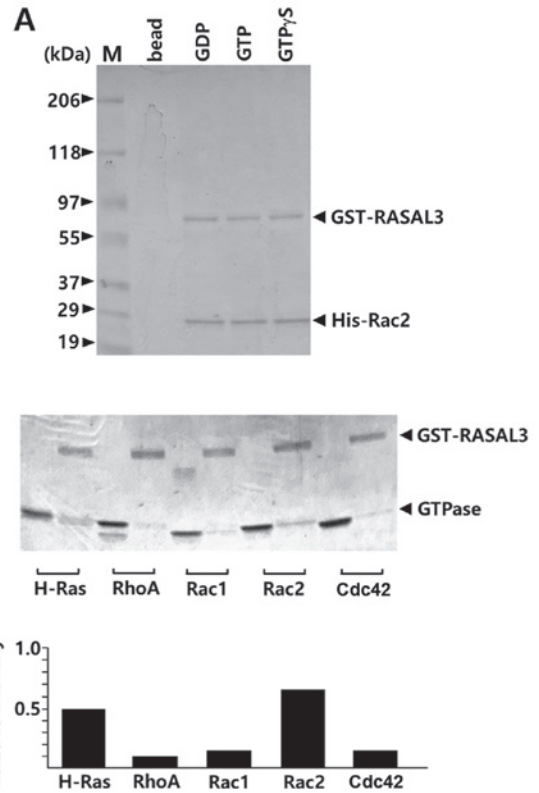 A
(kDa) M bead GDP GTP GTPγS
206
118
97
55
37
29
19
GST-RASAL3
His-Rac2
GST-RASAL3
GTPase
H-Ras RhoA Rac1 Rac2 Cdc42
1.0
0.5
H-Ras RhoA Rac1 Rac2 Cdc42